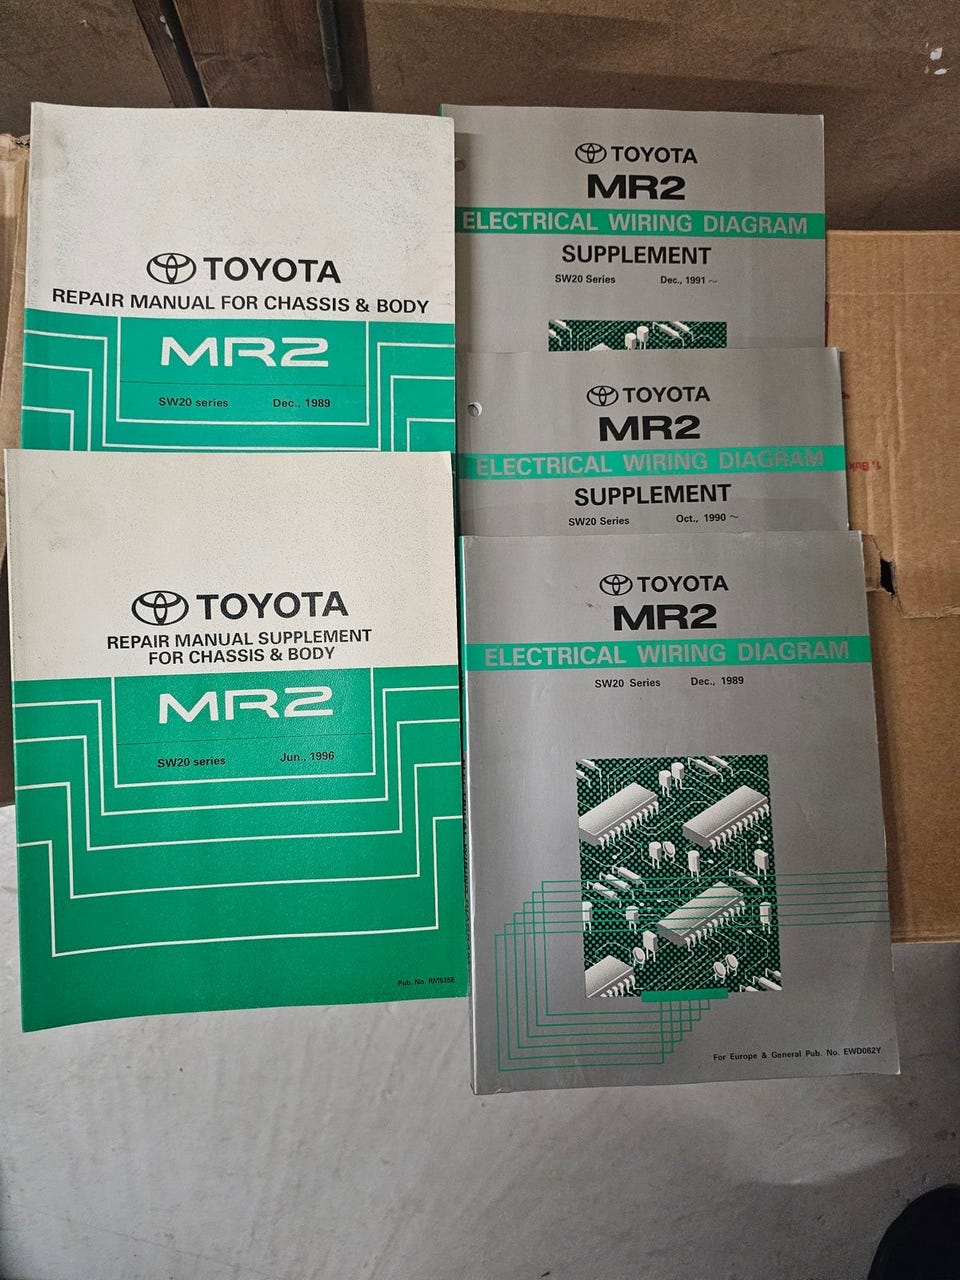 TOYOTA
REPAIR MANUAL FOR CHASSIS & BODY
MR2
SW20 series Dec., 1989
TOYOTA
REPAIR MANUAL SUPPLEMENT
FOR CHASSIS & BODY
MR2
SW20 series Jun., 1996
Pub. No. RM535E
TOYOTA
MR2
ELECTRICAL WIRING DIAGRAM
SUPPLEMENT
SW20 Series Dec., 1991 ~
TOYOTA
MR2
ELECTRICAL WIRING DIAGRAM
SUPPLEMENT
SW20 Series Oct., 1990 ~
TOYOTA
MR2
ELECTRICAL WIRING DIAGRAM
SW20 Series Dec., 1989
For Europe & General Pub. No. EWD082Y